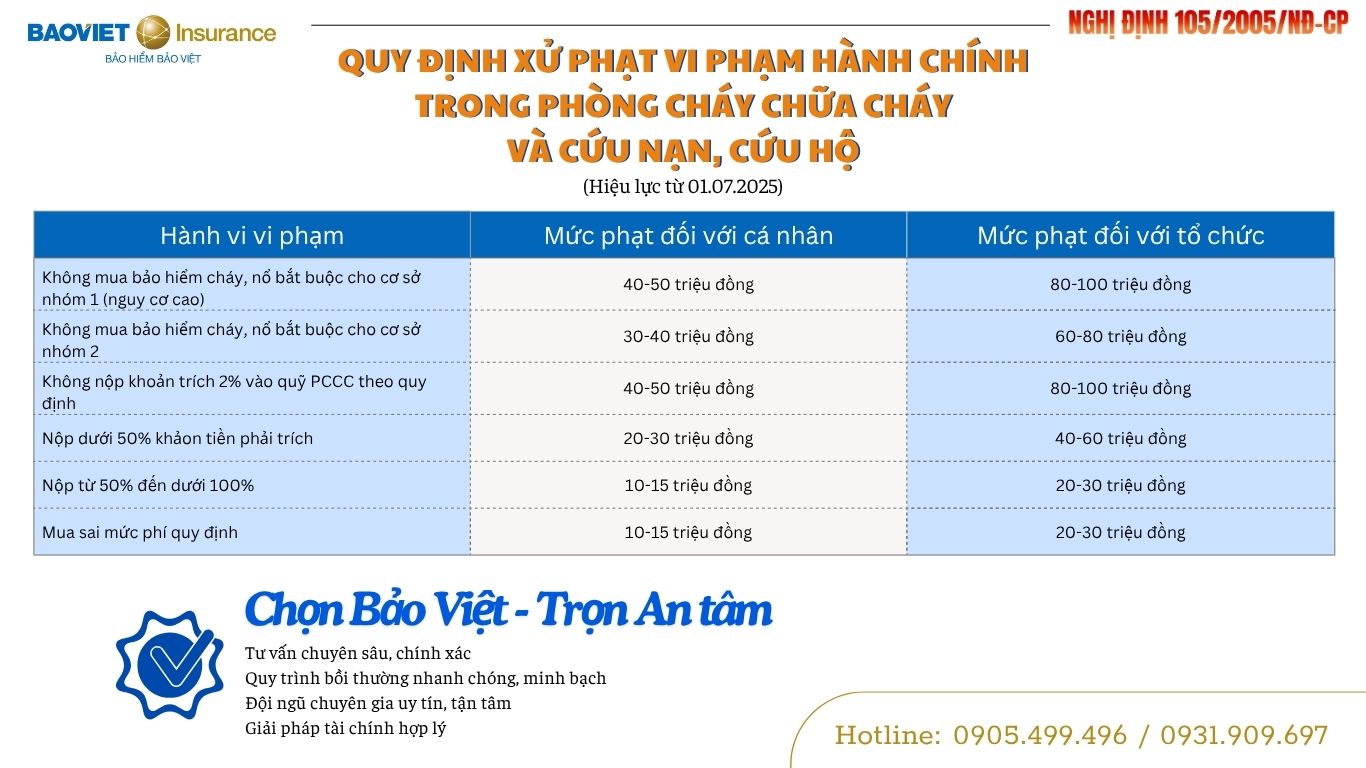 BAOVIET Insurance
BẢO HIỂM BẢO VIỆT
NGHỊ ĐỊNH 105/2005/NĐ-CP
QUY ĐỊNH XỬ PHẠT VI PHẠM HÀNH CHÍNH
TRONG PHÒNG CHÁY CHỮA CHÁY
VÀ CỨU NẠN, CỨU HỘ
(Hiệu lực từ 01.07.2025)
Hành vi vi phạm Mức phạt đối với cá nhân Mức phạt đối với tổ chức
Không mua bảo hiểm cháy, nổ bắt buộc cho cơ sở
nhóm 1 (nguy cơ cao)
40-50 triệu đồng 80-100 triệu đồng
Không mua bảo hiểm cháy, nổ bắt buộc cho cơ sở
nhóm 2
30-40 triệu đồng 60-80 triệu đồng
Không nộp khoản trích 2% vào quỹ PCCC theo quy
định
40-50 triệu đồng 80-100 triệu đồng
Nộp dưới 50% khảon tiền phải trích 20-30 triệu đồng 40-60 triệu đồng
Nộp từ 50% đến dưới 100% 10-15 triệu đồng 20-30 triệu đồng
Mua sai mức phí quy định 10-15 triệu đồng 20-30 triệu đồng
Chọn Bảo Việt - Trọn An tâm
Tư vấn chuyên sâu, chính xác
Quy trình bồi thường nhanh chóng, minh bạch
Đội ngũ chuyên gia uy tín, tận tâm
Giải pháp tài chính hợp lý
Hotline: 0905.499.496 / 0931.909.697